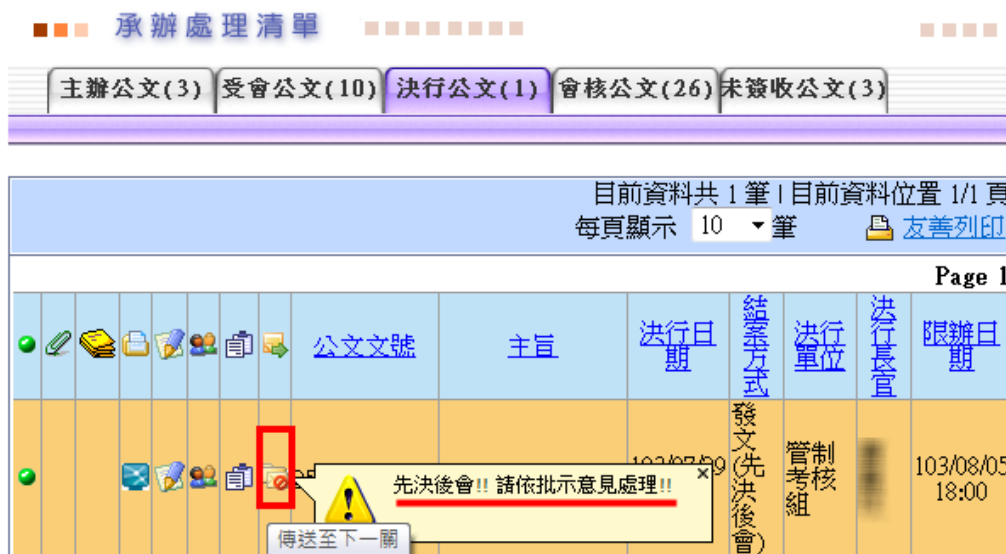 承辦處理清單
主辦公文(3) 受會公文(10) 決行公文(1) 會核公文(26) 未簽收公文(3)
目前資料共 1 筆 | 目前資料位置 1/1 頁
每頁顯示 10 筆 友善列印
Page 1
公文文號 主旨 決行日期 結案方式 決行單位 決行長官 限辦日期
發文(先決後會) 管制考核組 103/08/05 18:00
先決後會!! 請依批示意見處理!! ×
傳送至下一關